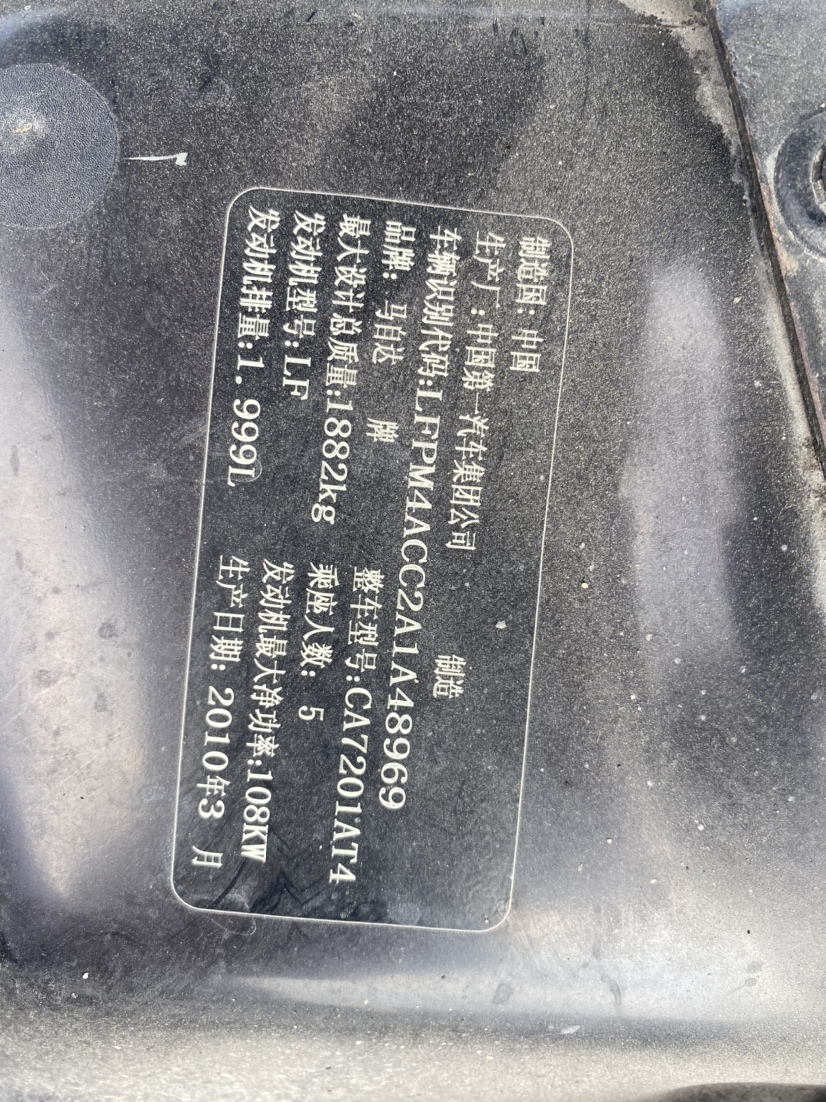 制造国：中国
生产厂：中国第一汽车集团公司 制造
车辆识别代码:LFPM4ACC2A1A48969
品牌： 马自达 牌 整车型号:CA7201AT4
最大设计总质量:1882kg 乘座人数： 5
发动机型号:LF 发动机最大净功率:108KW
发动机排量:1.999L 生产日期： 2010年3 月